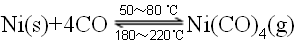 Ni(s)+4CO 50~80 ℃ ⇌ 180~220℃ Ni(CO)₄(g)